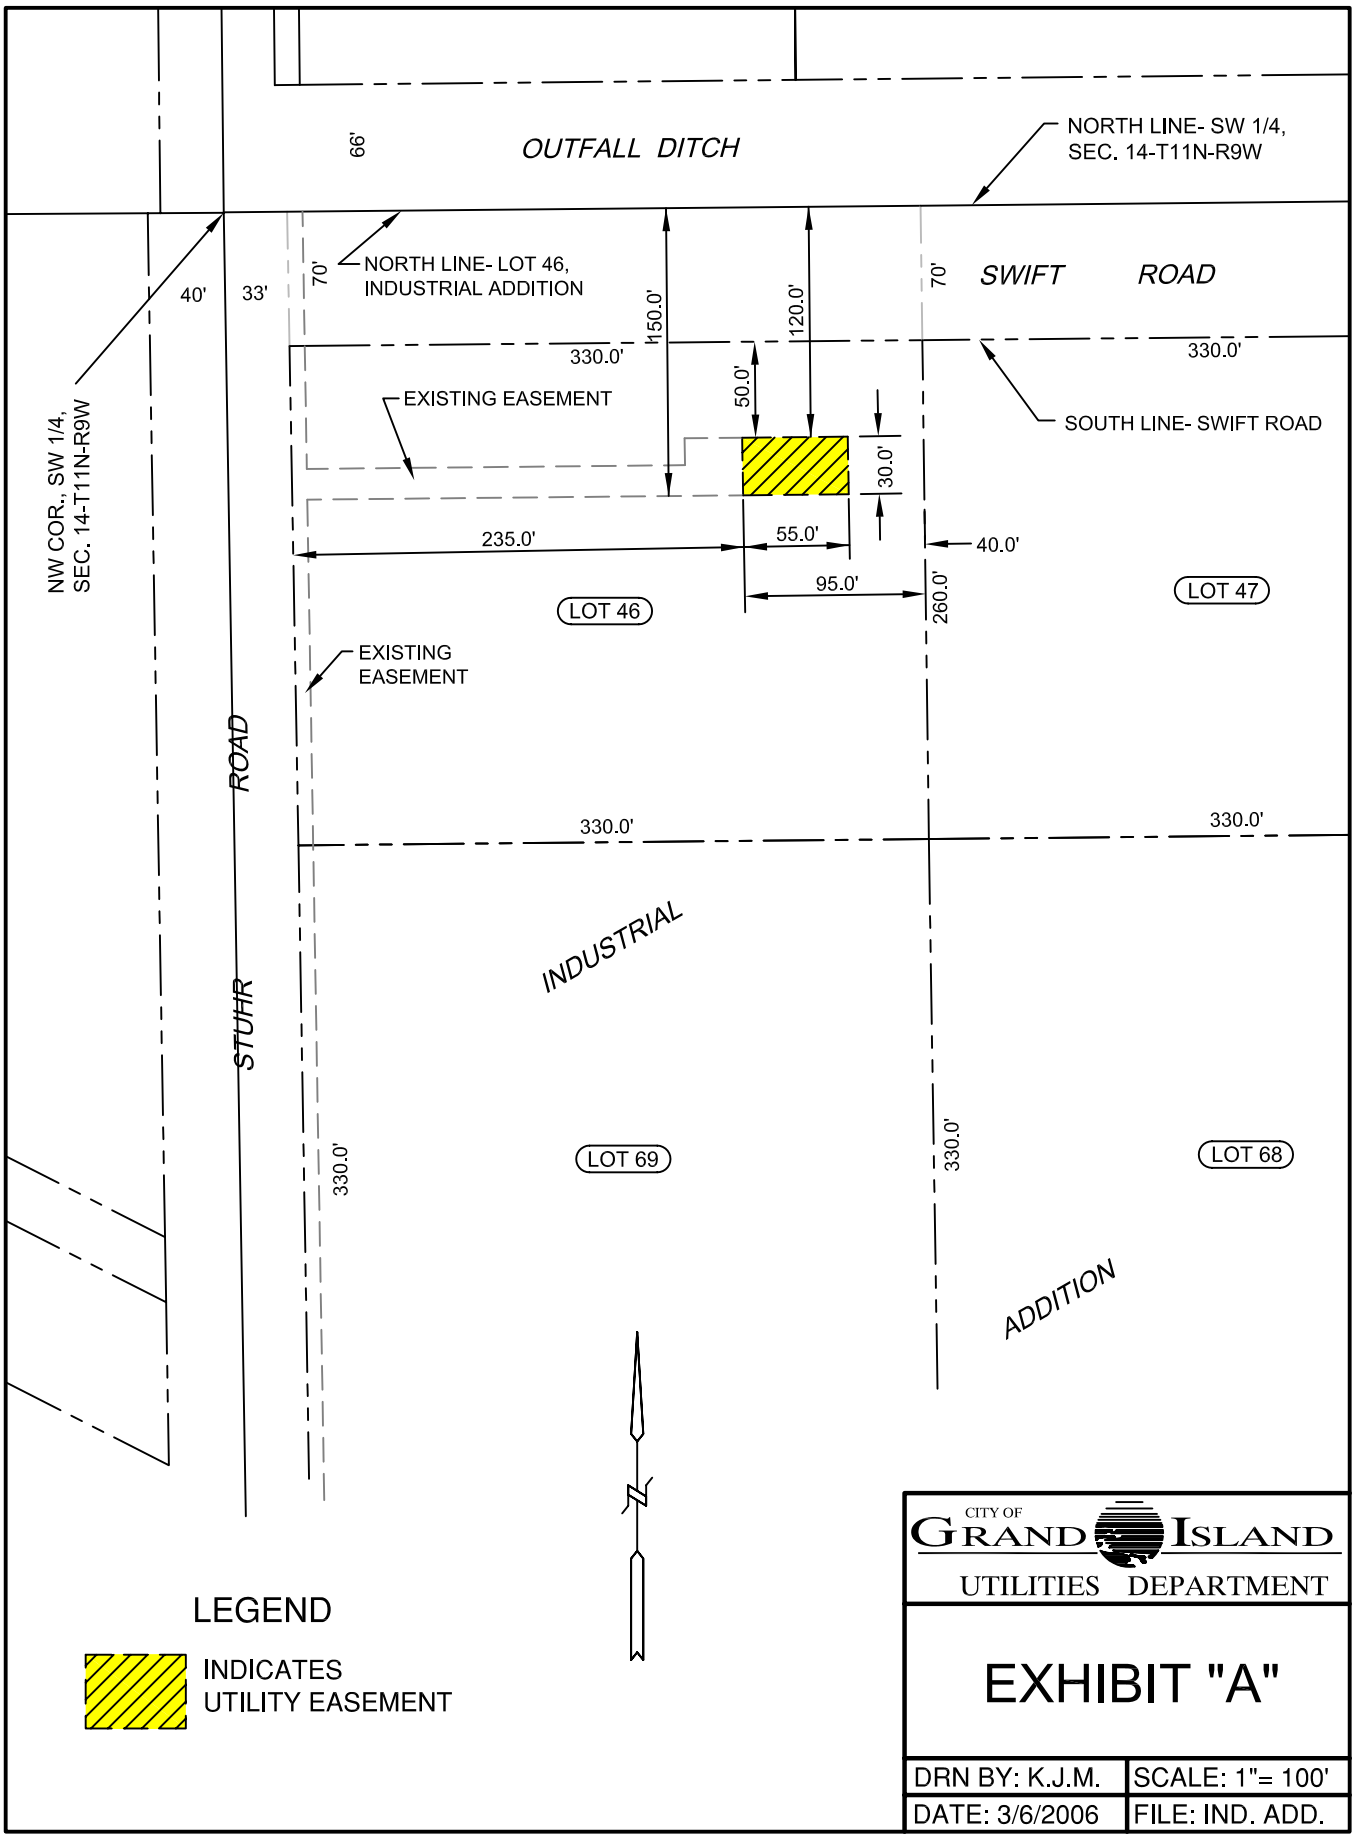 66'
OUTFALL DITCH
NORTH LINE- SW 1/4,
SEC. 14-T11N-R9W
NORTH LINE- LOT 46,
INDUSTRIAL ADDITION
40'
33'
70'
150.0'
120.0'
70'
SWIFT ROAD
330.0'
330.0'
50.0'
EXISTING EASEMENT
SOUTH LINE- SWIFT ROAD
NW COR., SW 1/4,
SEC. 14-T11N-R9W
30.0'
235.0'
55.0'
40.0'
95.0'
260.0'
LOT 46
LOT 47
EXISTING
EASEMENT
STUHR ROAD
330.0'
330.0'
INDUSTRIAL
330.0'
LOT 69
330.0'
LOT 68
ADDITION
LEGEND
INDICATES
UTILITY EASEMENT
CITY OF
GRAND ISLAND
UTILITIES DEPARTMENT
EXHIBIT "A"
DRN BY: K.J.M.
SCALE: 1"= 100'
DATE: 3/6/2006
FILE: IND. ADD.